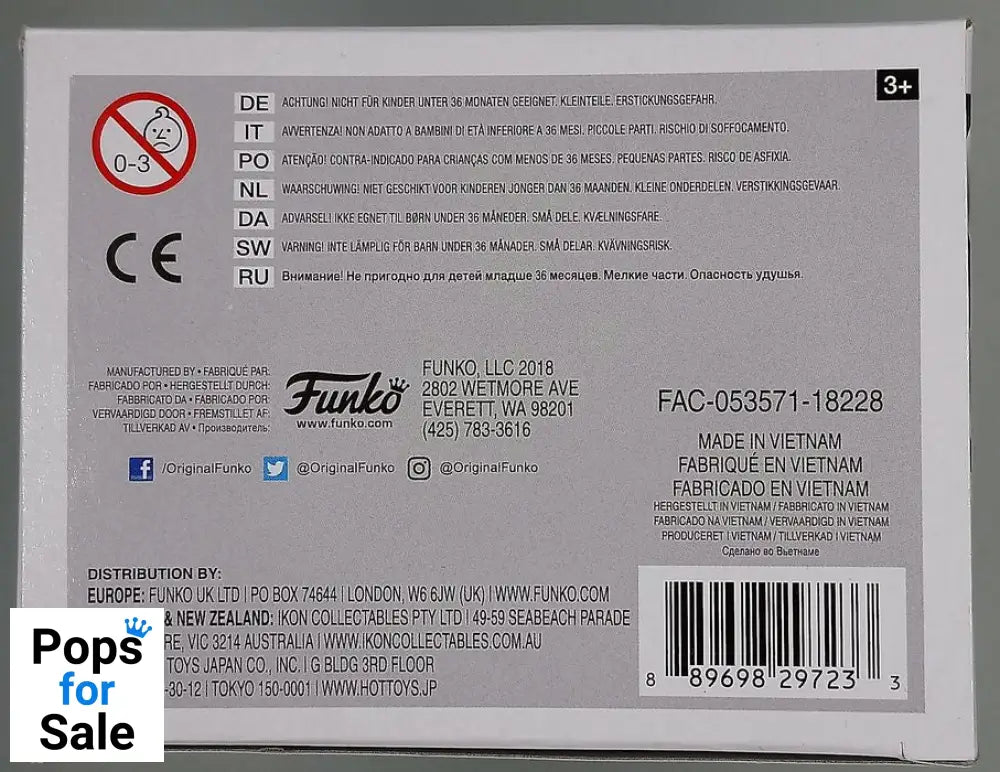 3+
0-3
DE ACHTUNG! NICHT FÜR KINDER UNTER 36 MONATEN GEEIGNET. KLEINTEILE. ERSTICKUNGSGEFAHR.
IT AVVERTENZA! NON ADATTO A BAMBINI DI ETÀ INFERIORE A 36 MESI. PICCOLE PARTI. RISCHIO DI SOFFOCAMENTO.
PO ATENÇÃO! CONTRA-INDICADO PARA CRIANÇAS COM MENOS DE 36 MESES. PEQUENAS PARTES. RISCO DE ASFIXIA.
NL WAARSCHUWING! NIET GESCHIKT VOOR KINDEREN JONGER DAN 36 MAANDEN. KLEINE ONDERDELEN. VERSTIKKINGSGEVAAR.
DA ADVARSEL! IKKE EGNET TIL BØRN UNDER 36 MÅNEDER. SMÅ DELE. KVÆLNINGSFARE.
SW VARNING! INTE LÄMPLIG FÖR BARN UNDER 36 MÅNADER. SMÅ DELAR. KVÄVNINGSRISK.
RU Внимание! Не пригодно для детей младше 36 месяцев. Мелкие части. Опасность удушья.
CE
MANUFACTURED BY • FABRIQUÉ PAR:
FABRICADO POR • HERGESTELLT DURCH:
FABBRICATO DA • FABRICADO POR:
VERVAARDIGD DOOR • FREMSTILLET AF:
TILLVERKAD AV • Производитель:
Funko
www.funko.com
FUNKO, LLC 2018
2802 WETMORE AVE
EVERETT, WA 98201
(425) 783-3616
/OriginalFunko @OriginalFunko @OriginalFunko
FAC-053571-18228
MADE IN VIETNAM
FABRIQUÉ EN VIETNAM
FABRICADO EN VIETNAM
HERGESTELLT IN VIETNAM / FABBRICATO IN VIETNAM
FABRICADO NA VIETNAM / VERVAARDIGD IN VIETNAM
PRODUCERET I VIETNAM / TILLVERKAD I VIETNAM
Сделано во Вьетнаме
DISTRIBUTION BY:
EUROPE: FUNKO UK LTD | PO BOX 74644 | LONDON, W6 6JW (UK) | WWW.FUNKO.COM
& NEW ZEALAND: IKON COLLECTABLES PTY LTD | 49-59 SEABEACH PARADE
RE, VIC 3214 AUSTRALIA | WWW.IKONCOLLECTABLES.COM.AU
TOYS JAPAN CO., INC. | G BLDG 3RD FLOOR
-30-12 | TOKYO 150-0001 | WWW.HOTTOYS.JP
8 89698 29723 3
Pops
for
Sale